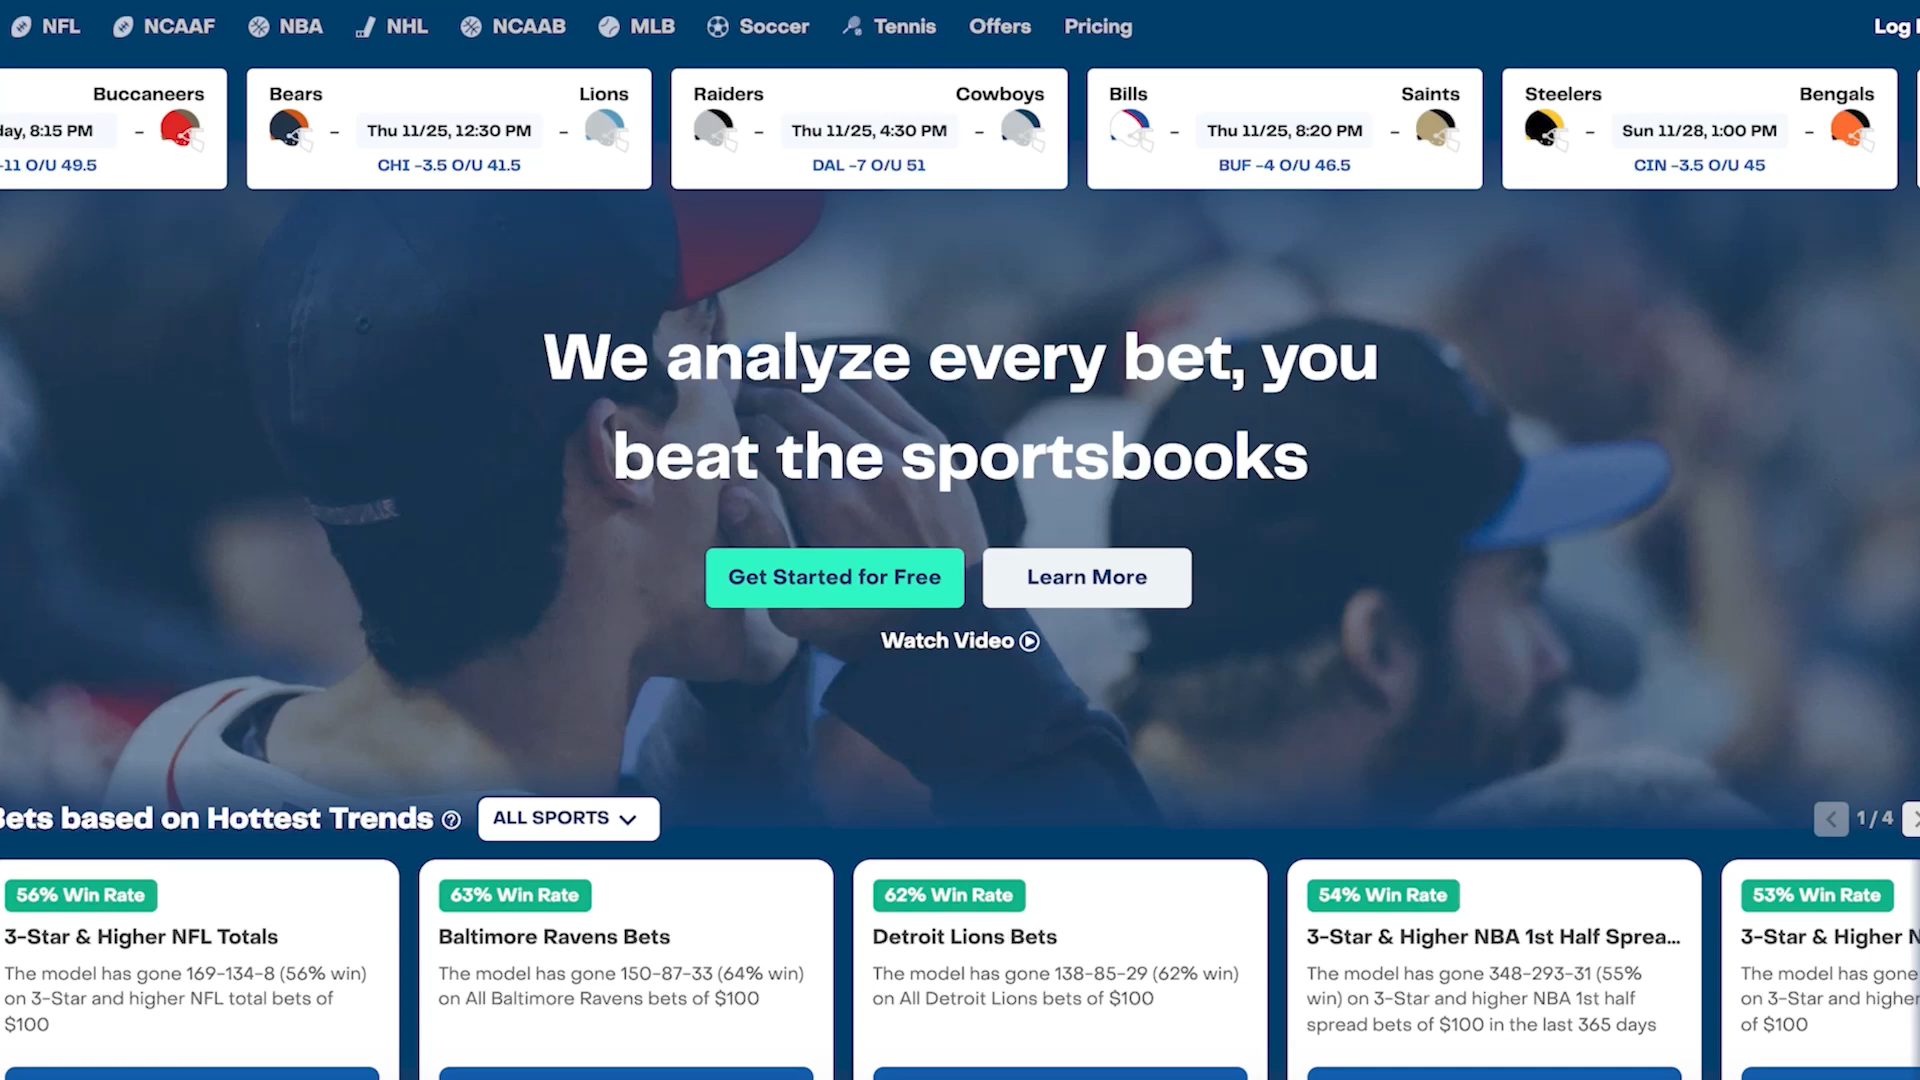 NFL NCAAF NBA NHL NCAAB MLB Soccer Tennis Offers Pricing Log
Buccaneers
8:15 PM -
-11 O/U 49.5
Bears Lions
- Thu 11/25, 12:30 PM -
CHI -3.5 O/U 41.5
Raiders Cowboys
- Thu 11/25, 4:30 PM -
DAL -7 O/U 51
Bills Saints
- Thu 11/25, 8:20 PM -
BUF -4 O/U 46.5
Steelers Bengals
- Sun 11/28, 1:00 PM -
CIN -3.5 O/U 45
We analyze every bet, you
beat the sportsbooks
Get Started for Free Learn More
Watch Video
Bets based on Hottest Trends ALL SPORTS 1 / 4
56% Win Rate
3-Star & Higher NFL Totals
The model has gone 169-134-8 (56% win)
on 3-Star and higher NFL total bets of
$100
63% Win Rate
Baltimore Ravens Bets
The model has gone 150-87-33 (64% win)
on All Baltimore Ravens bets of $100
62% Win Rate
Detroit Lions Bets
The model has gone 138-85-29 (62% win)
on All Detroit Lions bets of $100
54% Win Rate
3-Star & Higher NBA 1st Half Sprea...
The model has gone 348-293-31 (55%
win) on 3-Star and higher NBA 1st half
spread bets of $100 in the last 365 days
53% Win Rate
3-Star & Higher
The model has gone
on 3-Star and higher
of $100